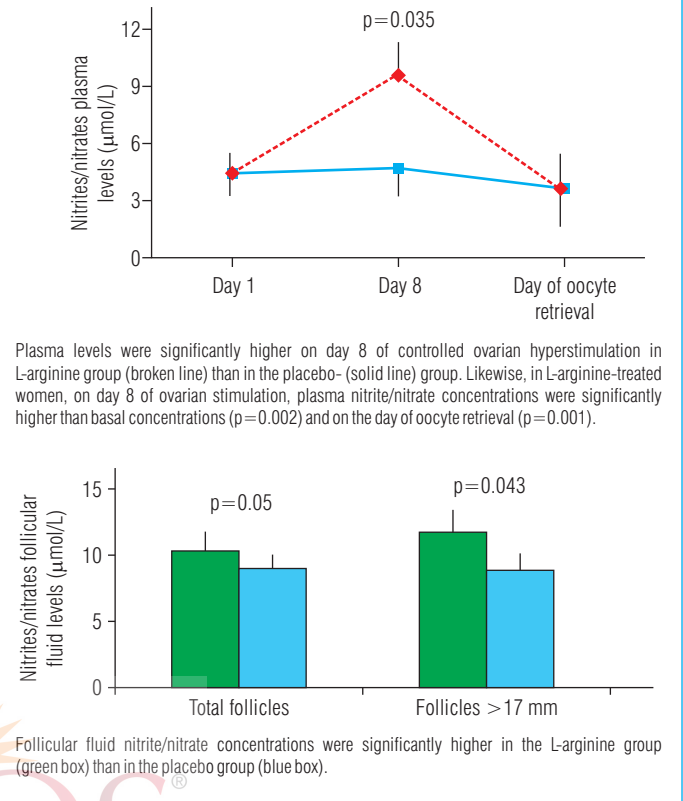 p=0.035
Nitrites/nitrates plasma
levels (μmol/L)
12
9
6
3
0
Day 1
Day 8
Day of oocyte
retrieval
Plasma levels were significantly higher on day 8 of controlled ovarian hyperstimulation in
L-arginine group (broken line) than in the placebo- (solid line) group. Likewise, in L-arginine-treated
women, on day 8 of ovarian stimulation, plasma nitrite/nitrate concentrations were significantly
higher than basal concentrations (p=0.002) and on the day of oocyte retrieval (p=0.001).
Nitrites/nitrates follicular
fluid levels (μmol/L)
15
10
5
0
p=0.05
p=0.043
Total follicles
Follicles >17 mm
Follicular fluid nitrite/nitrate concentrations were significantly higher in the L-arginine group
(green box) than in the placebo group (blue box).
®